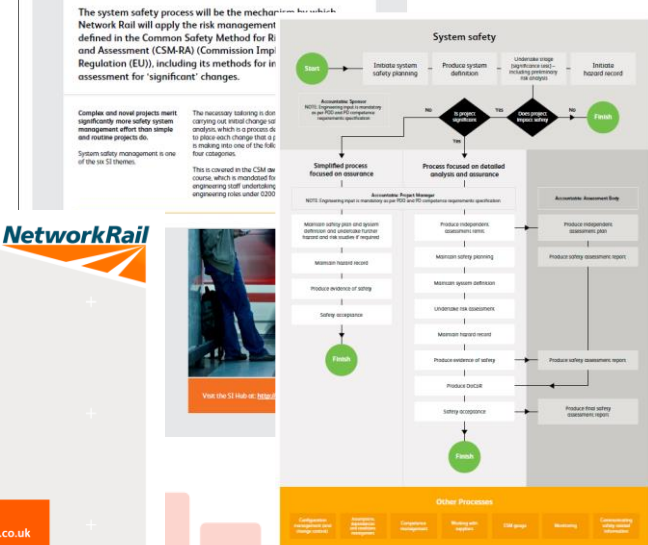 The system safety process will be the mechanism by which
Network Rail will apply the risk management
defined in the Common Safety Method for Ri
and Assessment (CSM-RA) (Commission Impl
Regulation (EU)), including its methods for in
assessment for ‘significant’ changes.
Complex and novel projects merit
significantly more safety system
management effort than simple
and routine projects do.
System safety management is one
of the six SI themes.
The necessary tailoring is don
carrying out initial change saf
analysis, which is a process de
to place each change that a p
is making into one of the follo
four categories.
This is covered in the CSM aw
course, which is mandated fo
engineering staff undertaking
engineering roles under 0200
NetworkRail
Visit the SI Hub at: http:/
.co.uk
System safety
Start
Initiate system
safety planning
Produce system
definition
Undertake triage
(significance test) –
including preliminary
risk analysis
Initiate
hazard record
Accountable: Sponsor
NOTE: Engineering input is mandatory
as per POD and PD competence
requirements specification
No
Is project
significant
Yes
Does project
impact safety
No
Finish
Yes
Simplified process
focused on assurance
Process focused on detailed
analysis and assurance
Accountable: Project Manager
NOTE: Engineering input is mandatory as per POD and PD competence requirements specification
Accountable: Assessment Body
Maintain safety plan and system
definition and undertake further
hazard and risk studies if required
Maintain hazard record
Produce evidence of safety
Safety acceptance
Finish
Produce independent
assessment remit
Maintain safety planning
Maintain system definition
Undertake risk assessment
Maintain hazard record
Produce evidence of safety
Produce DoCoR
Safety acceptance
Finish
Produce independent
assessment plan
Produce safety assessment report
Produce safety assessment report
Produce final safety
assessment report
Other Processes
Configuration
management and
change control
Assumptions,
dependencies
and constraints
management
Competence
management
Working with
suppliers
CSM gauge
Monitoring
Communicating
safety related
information